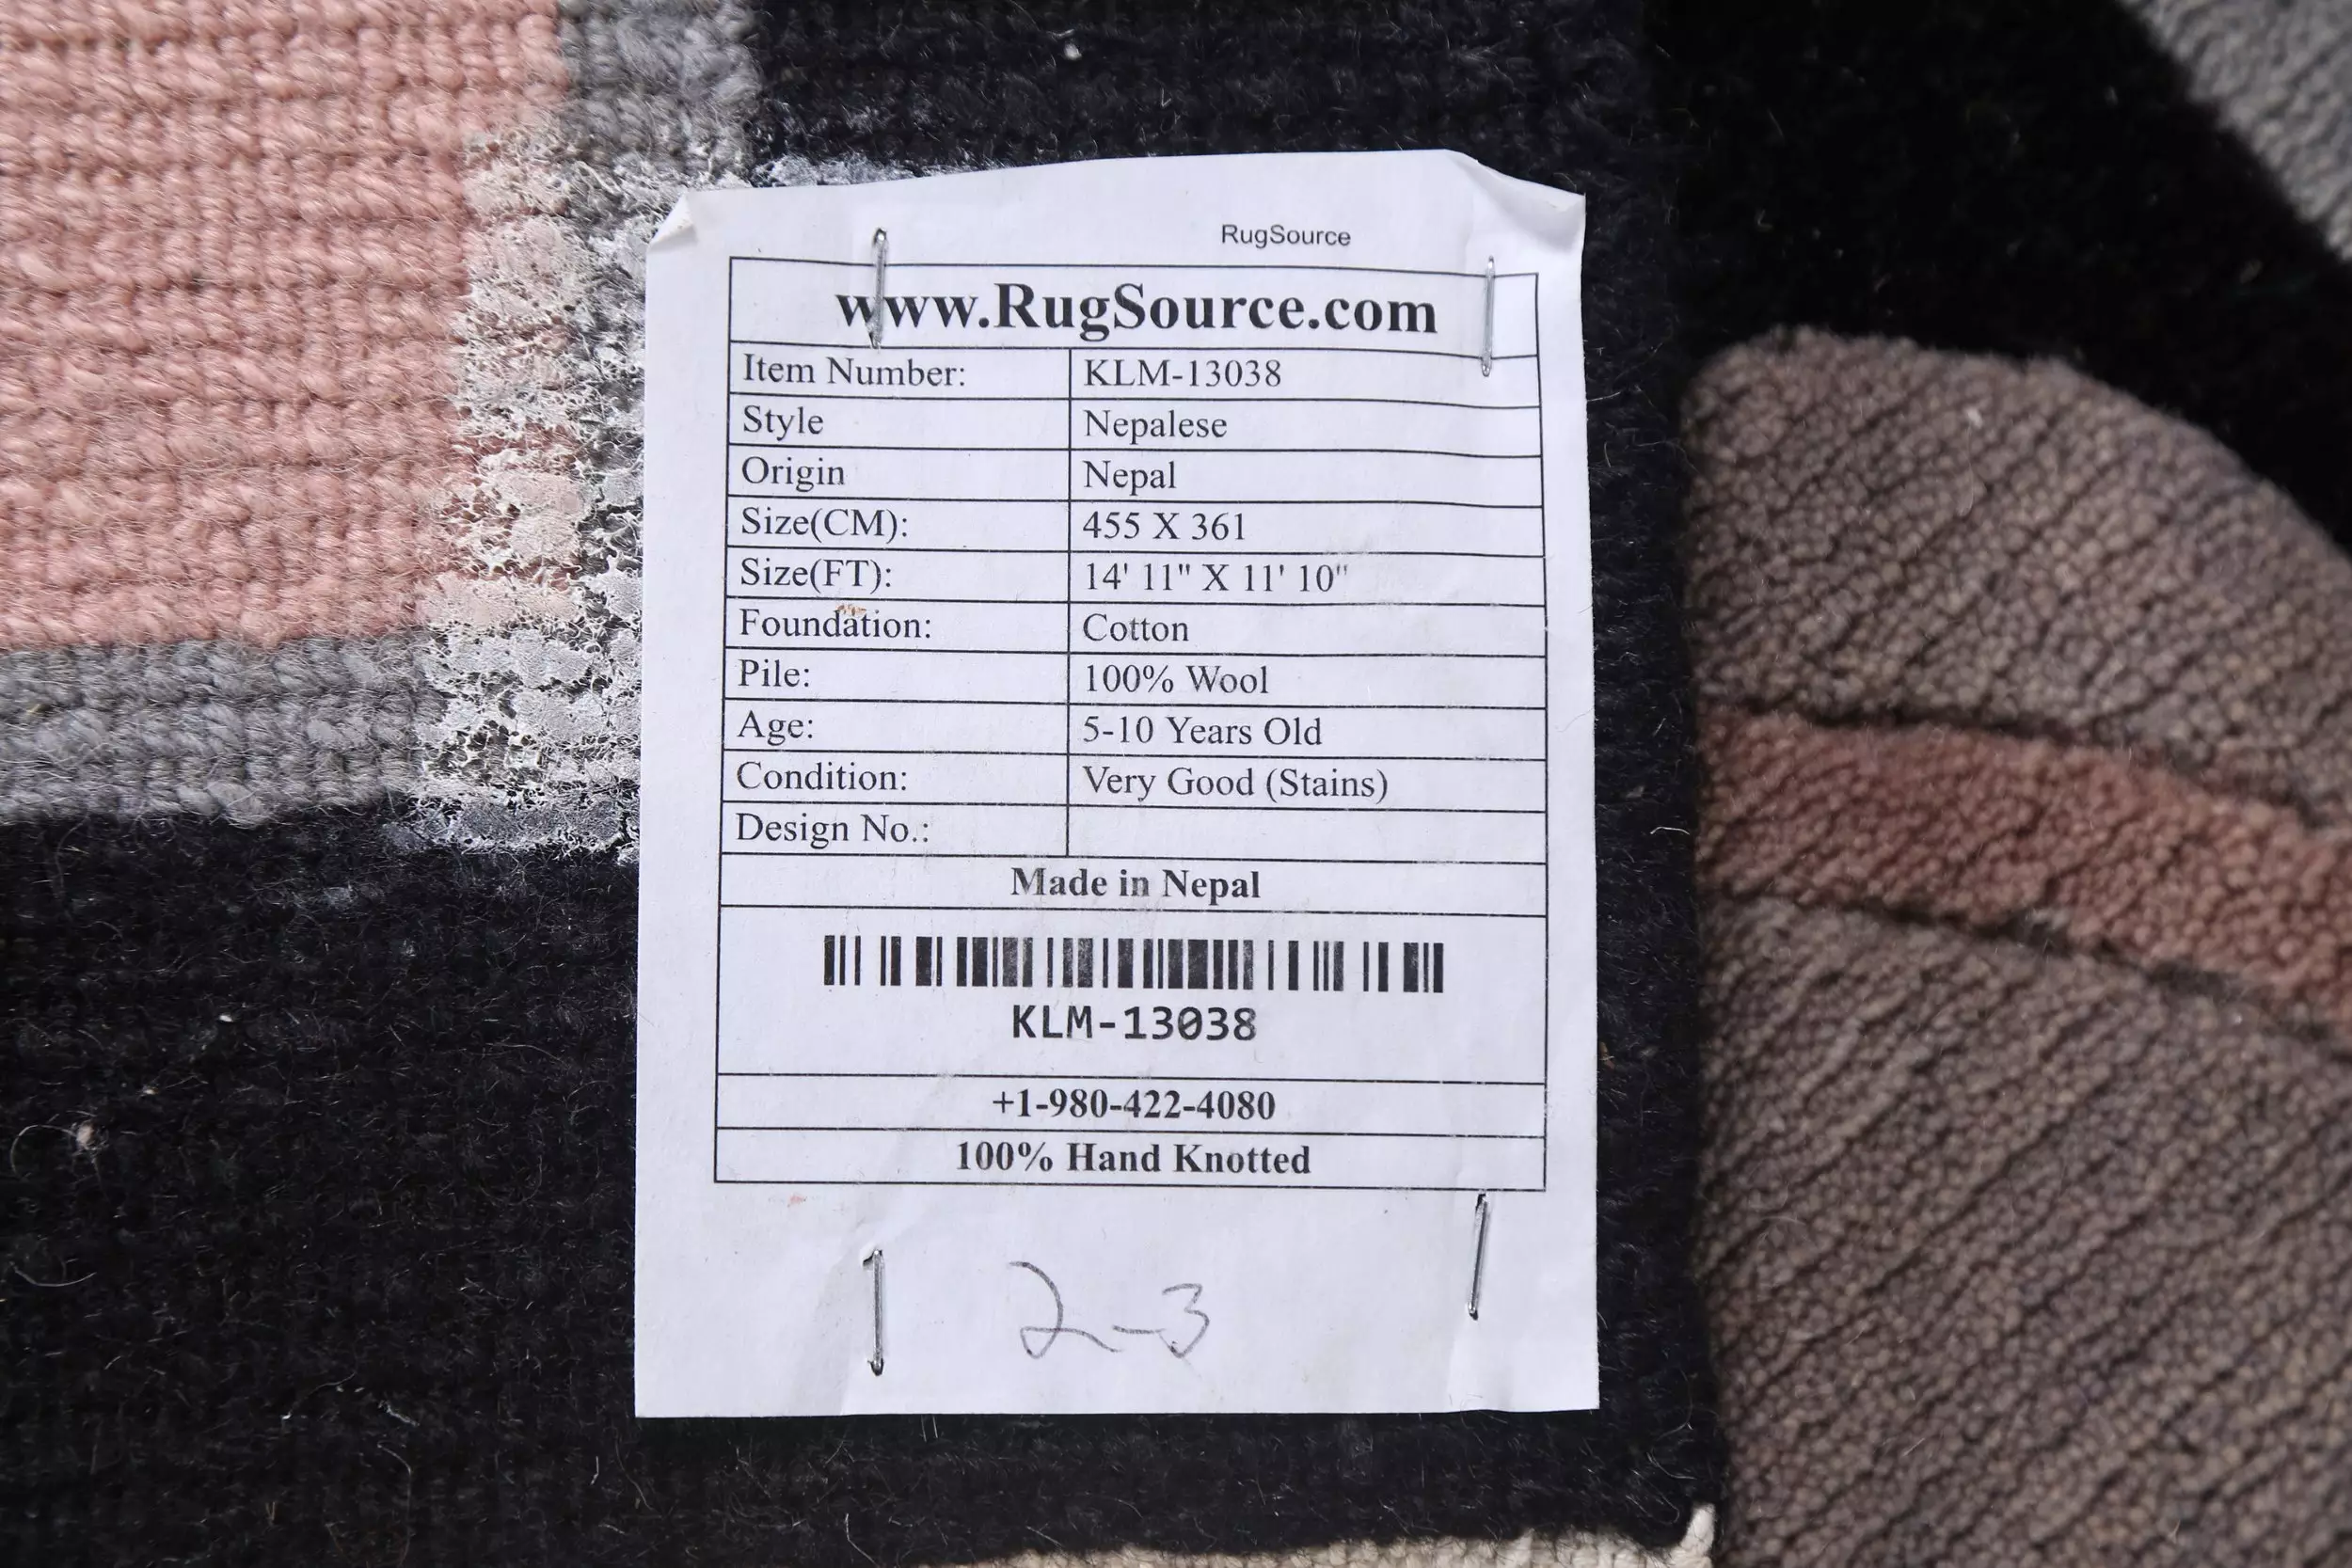 RugSource
www.RugSource.com
Item Number: KLM-13038
Style Nepalese
Origin Nepal
Size(CM): 455 X 361
Size(FT): 14' 11" X 11' 10"
Foundation: Cotton
Pile: 100% Wool
Age: 5-10 Years Old
Condition: Very Good (Stains)
Design No.:
Made in Nepal
KLM-13038
+1-980-422-4080
100% Hand Knotted
2-3